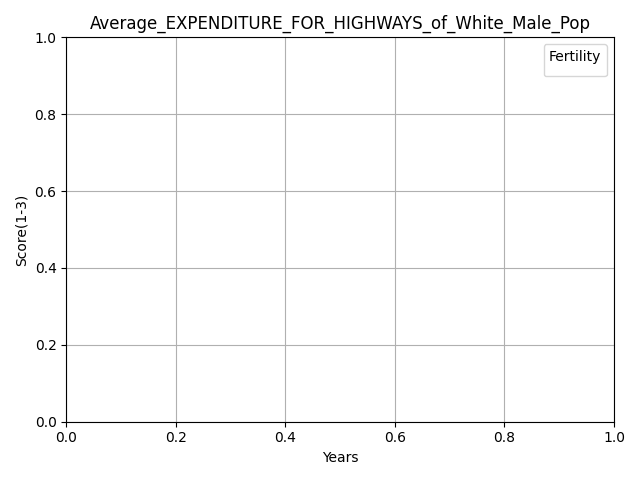 Average_EXPENDITURE_FOR_HIGHWAYS_of_White_Male_Pop
Fertility
1.0
0.8
0.6
0.4
0.2
0.0
Score(1-3)
0.0 0.2 0.4 0.6 0.8 1.0
Years